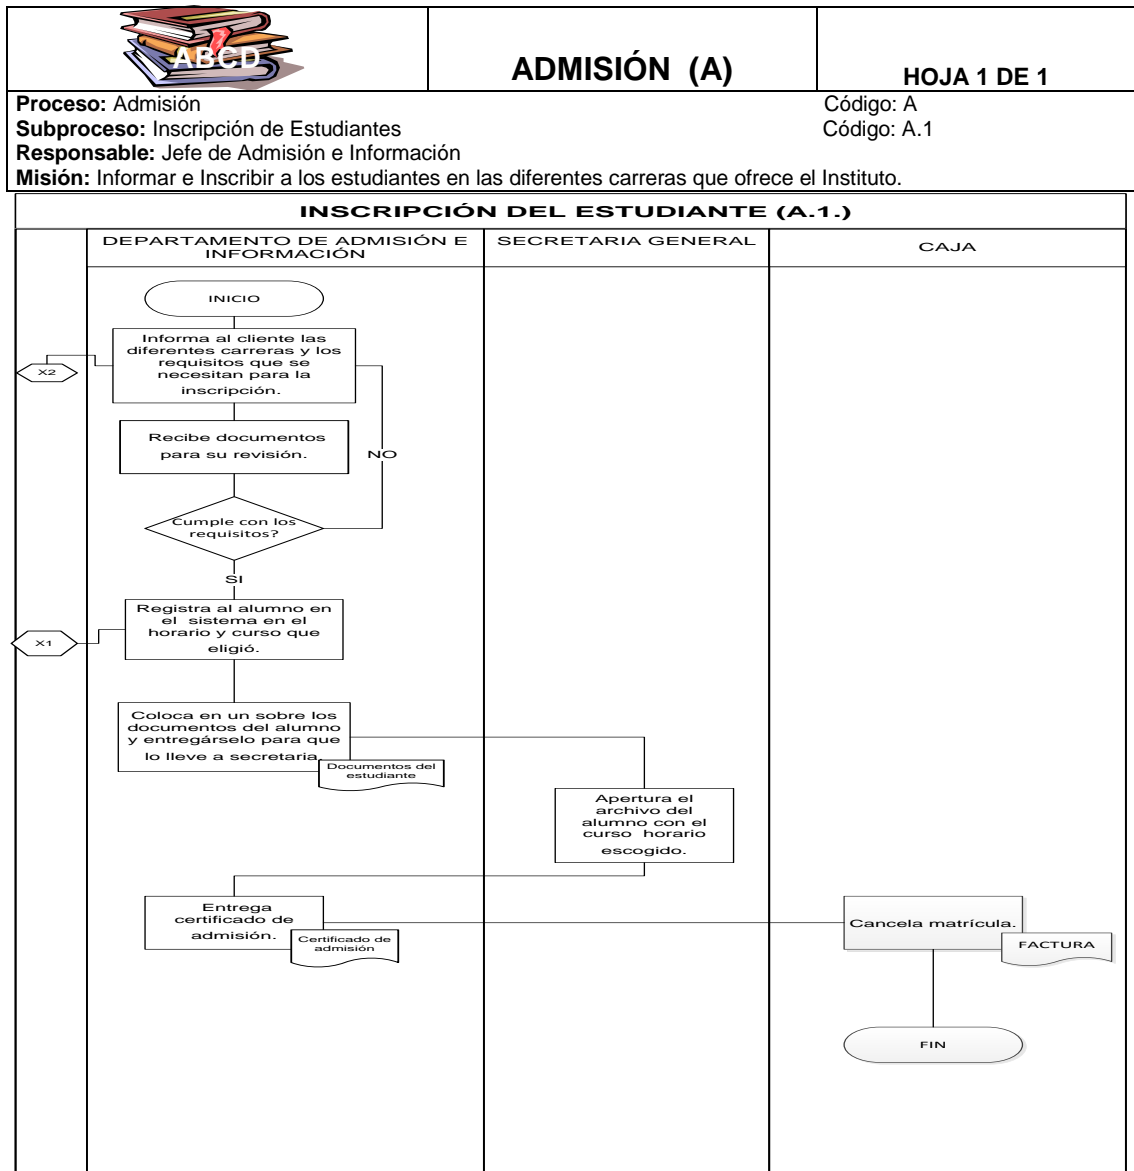 ABCD
ADMISIÓN (A)
HOJA 1 DE 1
Proceso: Admisión
Código: A
Subproceso: Inscripción de Estudiantes
Código: A.1
Responsable: Jefe de Admisión e Información
Misión: Informar e Inscribir a los estudiantes en las diferentes carreras que ofrece el Instituto.
INSCRIPCIÓN DEL ESTUDIANTE (A.1.)
DEPARTAMENTO DE ADMISIÓN E
INFORMACIÓN
SECRETARIA GENERAL
CAJA
INICIO
Informa al cliente las
diferentes carreras y los
requisitos que se
necesitan para la
inscripción.
X2
Recibe documentos
para su revisión.
NO
Cumple con los
requisitos?
SI
Registra al alumno en
el sistema en el
horario y curso que
eligió.
X1
Coloca en un sobre los
documentos del alumno
y entregárselo para que
lo lleve a secretaria.
Documentos del
estudiante
Apertura el
archivo del
alumno con el
curso horario
escogido.
Entrega
certificado de
admisión.
Certificado de
admisión
Cancela matrícula.
FACTURA
FIN